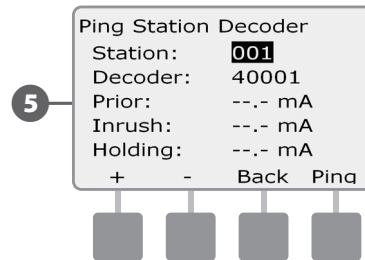 Ping Station Decoder
Station: 001
Decoder: 40001
5
Prior: --.- mA
Inrush: --.- mA
Holding: --.- mA
+ - Back Ping